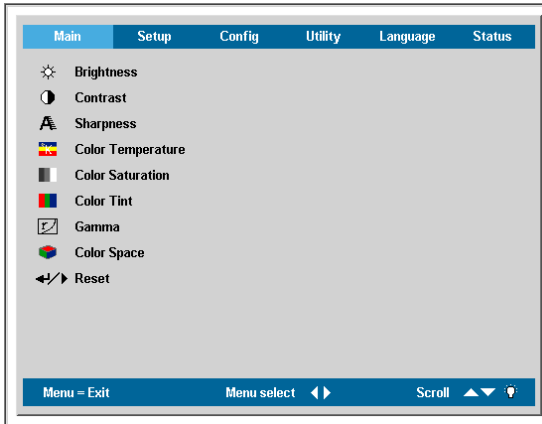 Main Setup Config Utility Language Status
Brightness
Contrast
Sharpness
Color Temperature
Color Saturation
Color Tint
Gamma
Color Space
Reset
Menu = Exit Menu select Scroll